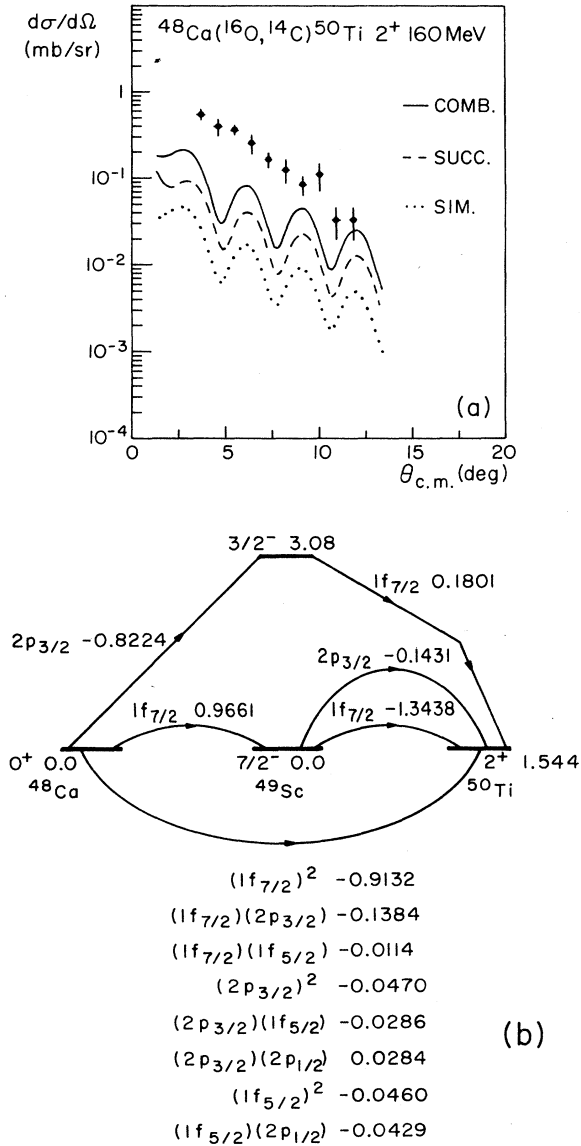 dσ/dΩ
(mb/sr)
⁴⁸Ca(¹⁶O,¹⁴C)⁵⁰Ti 2⁺ 160 MeV
COMB.
SUCC.
SIM.
1
10⁻¹
10⁻²
10⁻³
10⁻⁴
(a)
0 5 10 15 20
θc.m.(deg)
3/2⁻ 3.08
1f7/2 0.1801
2p3/2 -0.8224
2p3/2 -0.1431
1f7/2 0.9661
1f7/2 -1.3438
0⁺ 0.0
7/2⁻ 0.0
2⁺ 1.544
⁴⁸Ca
⁴⁹Sc
⁵⁰Ti
(1f7/2)² -0.9132
(1f7/2)(2p3/2) -0.1384
(1f7/2)(1f5/2) -0.0114
(2p3/2)² -0.0470
(2p3/2)(1f5/2) -0.0286
(2p3/2)(2p1/2) 0.0284
(1f5/2)² -0.0460
(1f5/2)(2p1/2) -0.0429
(b)